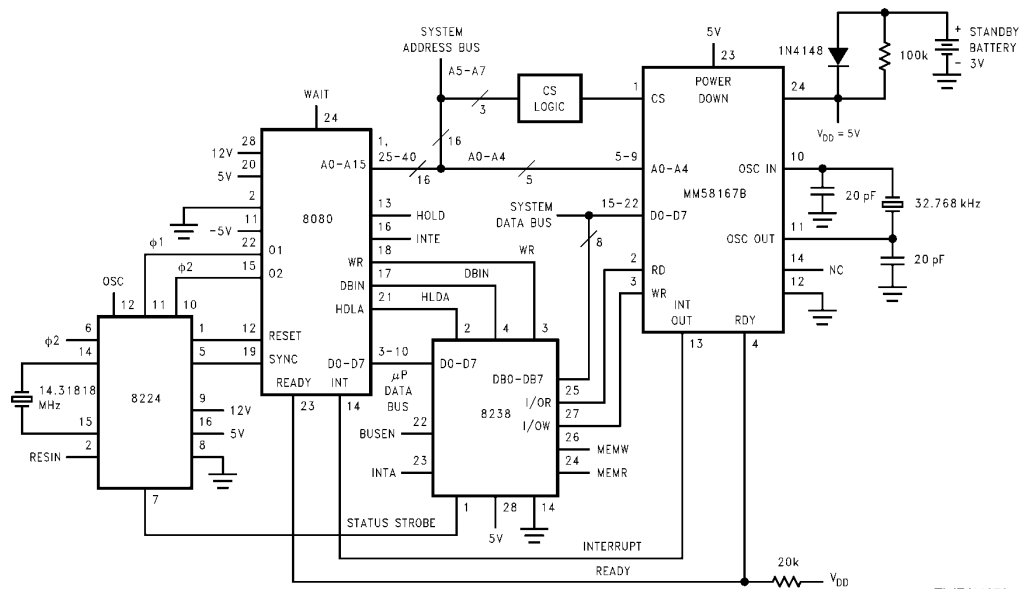 SYSTEM
ADDRESS BUS
A5-A7
3
16
CS
LOGIC
5V
23
1N4148
100k
+
-
STANDBY
BATTERY
3V
POWER
DOWN
24
V_DD = 5V
1
CS
WAIT
24
28
12V
20
5V
2
11
-5V
22
O1
15
O2
8080
A0-A15
1,
25-40
16
A0-A4
5
5-9
A0-A4
MM58167B
OSC IN
10
20 pF
32.768 kHz
OSC OUT
11
20 pF
14
NC
12
13
HOLD
16
INTE
18
WR
WR
17
DBIN
DBIN
21
HDLA
HLDA
SYSTEM
DATA BUS
15-22
D0-D7
8
2
RD
3
WR
INT
OUT
13
RDY
4
ϕ1
ϕ2
OSC
12
11
10
6
ϕ2
14
14.31818
MHz
15
RESIN
2
8224
1
12
RESET
5
19
SYNC
READY
23
INT
14
D0-D7
3-10
μP
DATA
BUS
9
12V
16
5V
8
7
2
4
3
D0-D7
DB0-DB7
8238
25
I/OR
27
I/OW
26
MEMW
24
MEMR
22
BUSEN
23
INTA
1
28
5V
14
STATUS STROBE
INTERRUPT
READY
20k
V_DD